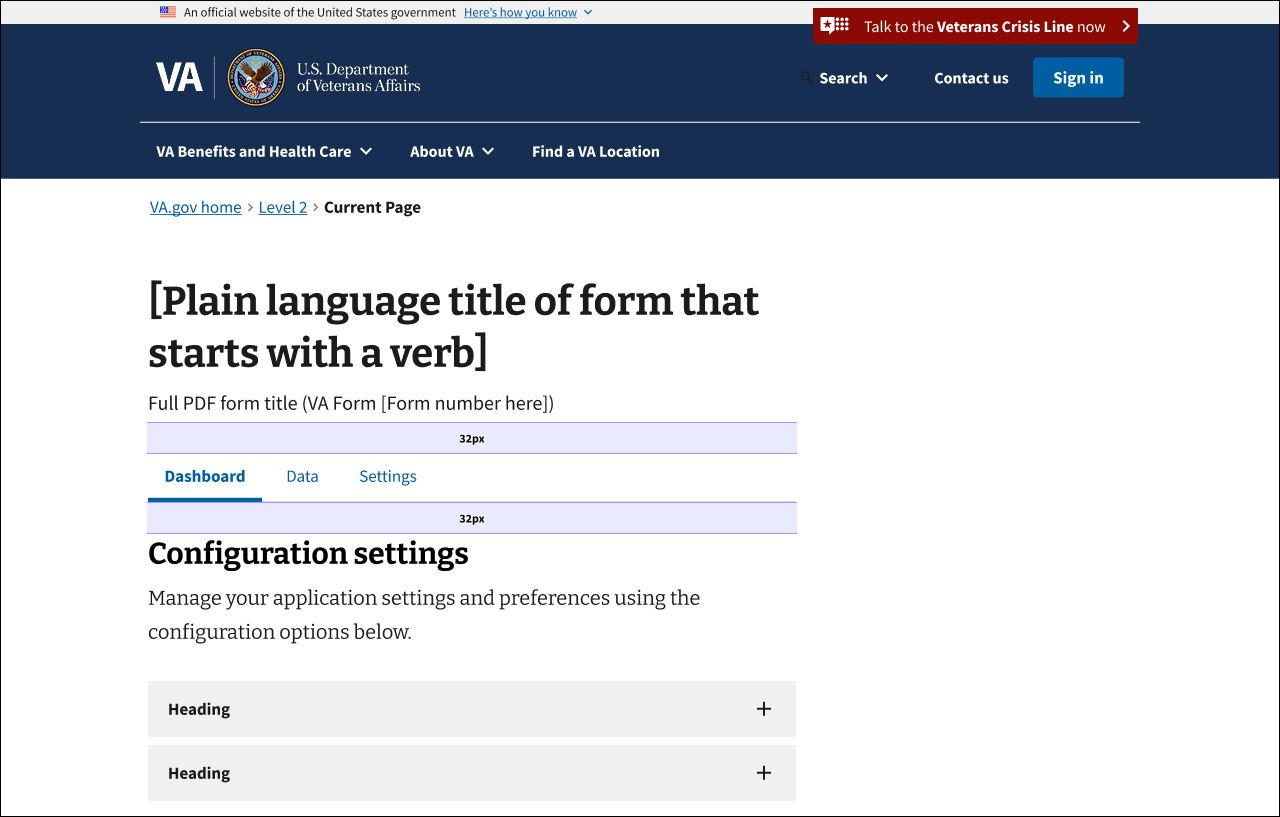 An official website of the United States government Here's how you know
Talk to the Veterans Crisis Line now
VA
U.S. Department
of Veterans Affairs
Search
Contact us
Sign in
VA Benefits and Health Care
About VA
Find a VA Location
VA.gov home › Level 2 › Current Page
[Plain language title of form that
starts with a verb]
Full PDF form title (VA Form [Form number here])
32px
Dashboard Data Settings
32px
Configuration settings
Manage your application settings and preferences using the
configuration options below.
Heading
Heading